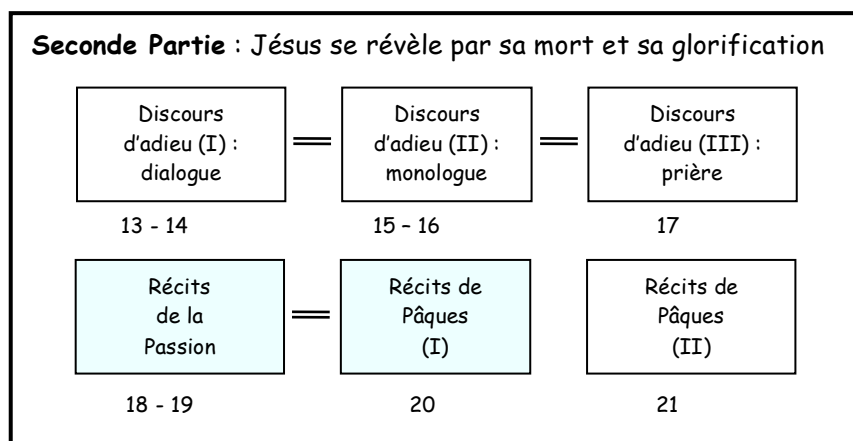 Seconde Partie : Jésus se révèle par sa mort et sa glorification
Discours
d'adieu (I) :
dialogue
Discours
d'adieu (II) :
monologue
Discours
d'adieu (III) :
prière
13 - 14
15 – 16
17
Récits
de la
Passion
Récits de
Pâques
(I)
Récits de
Pâques
(II)
18 - 19
20
21